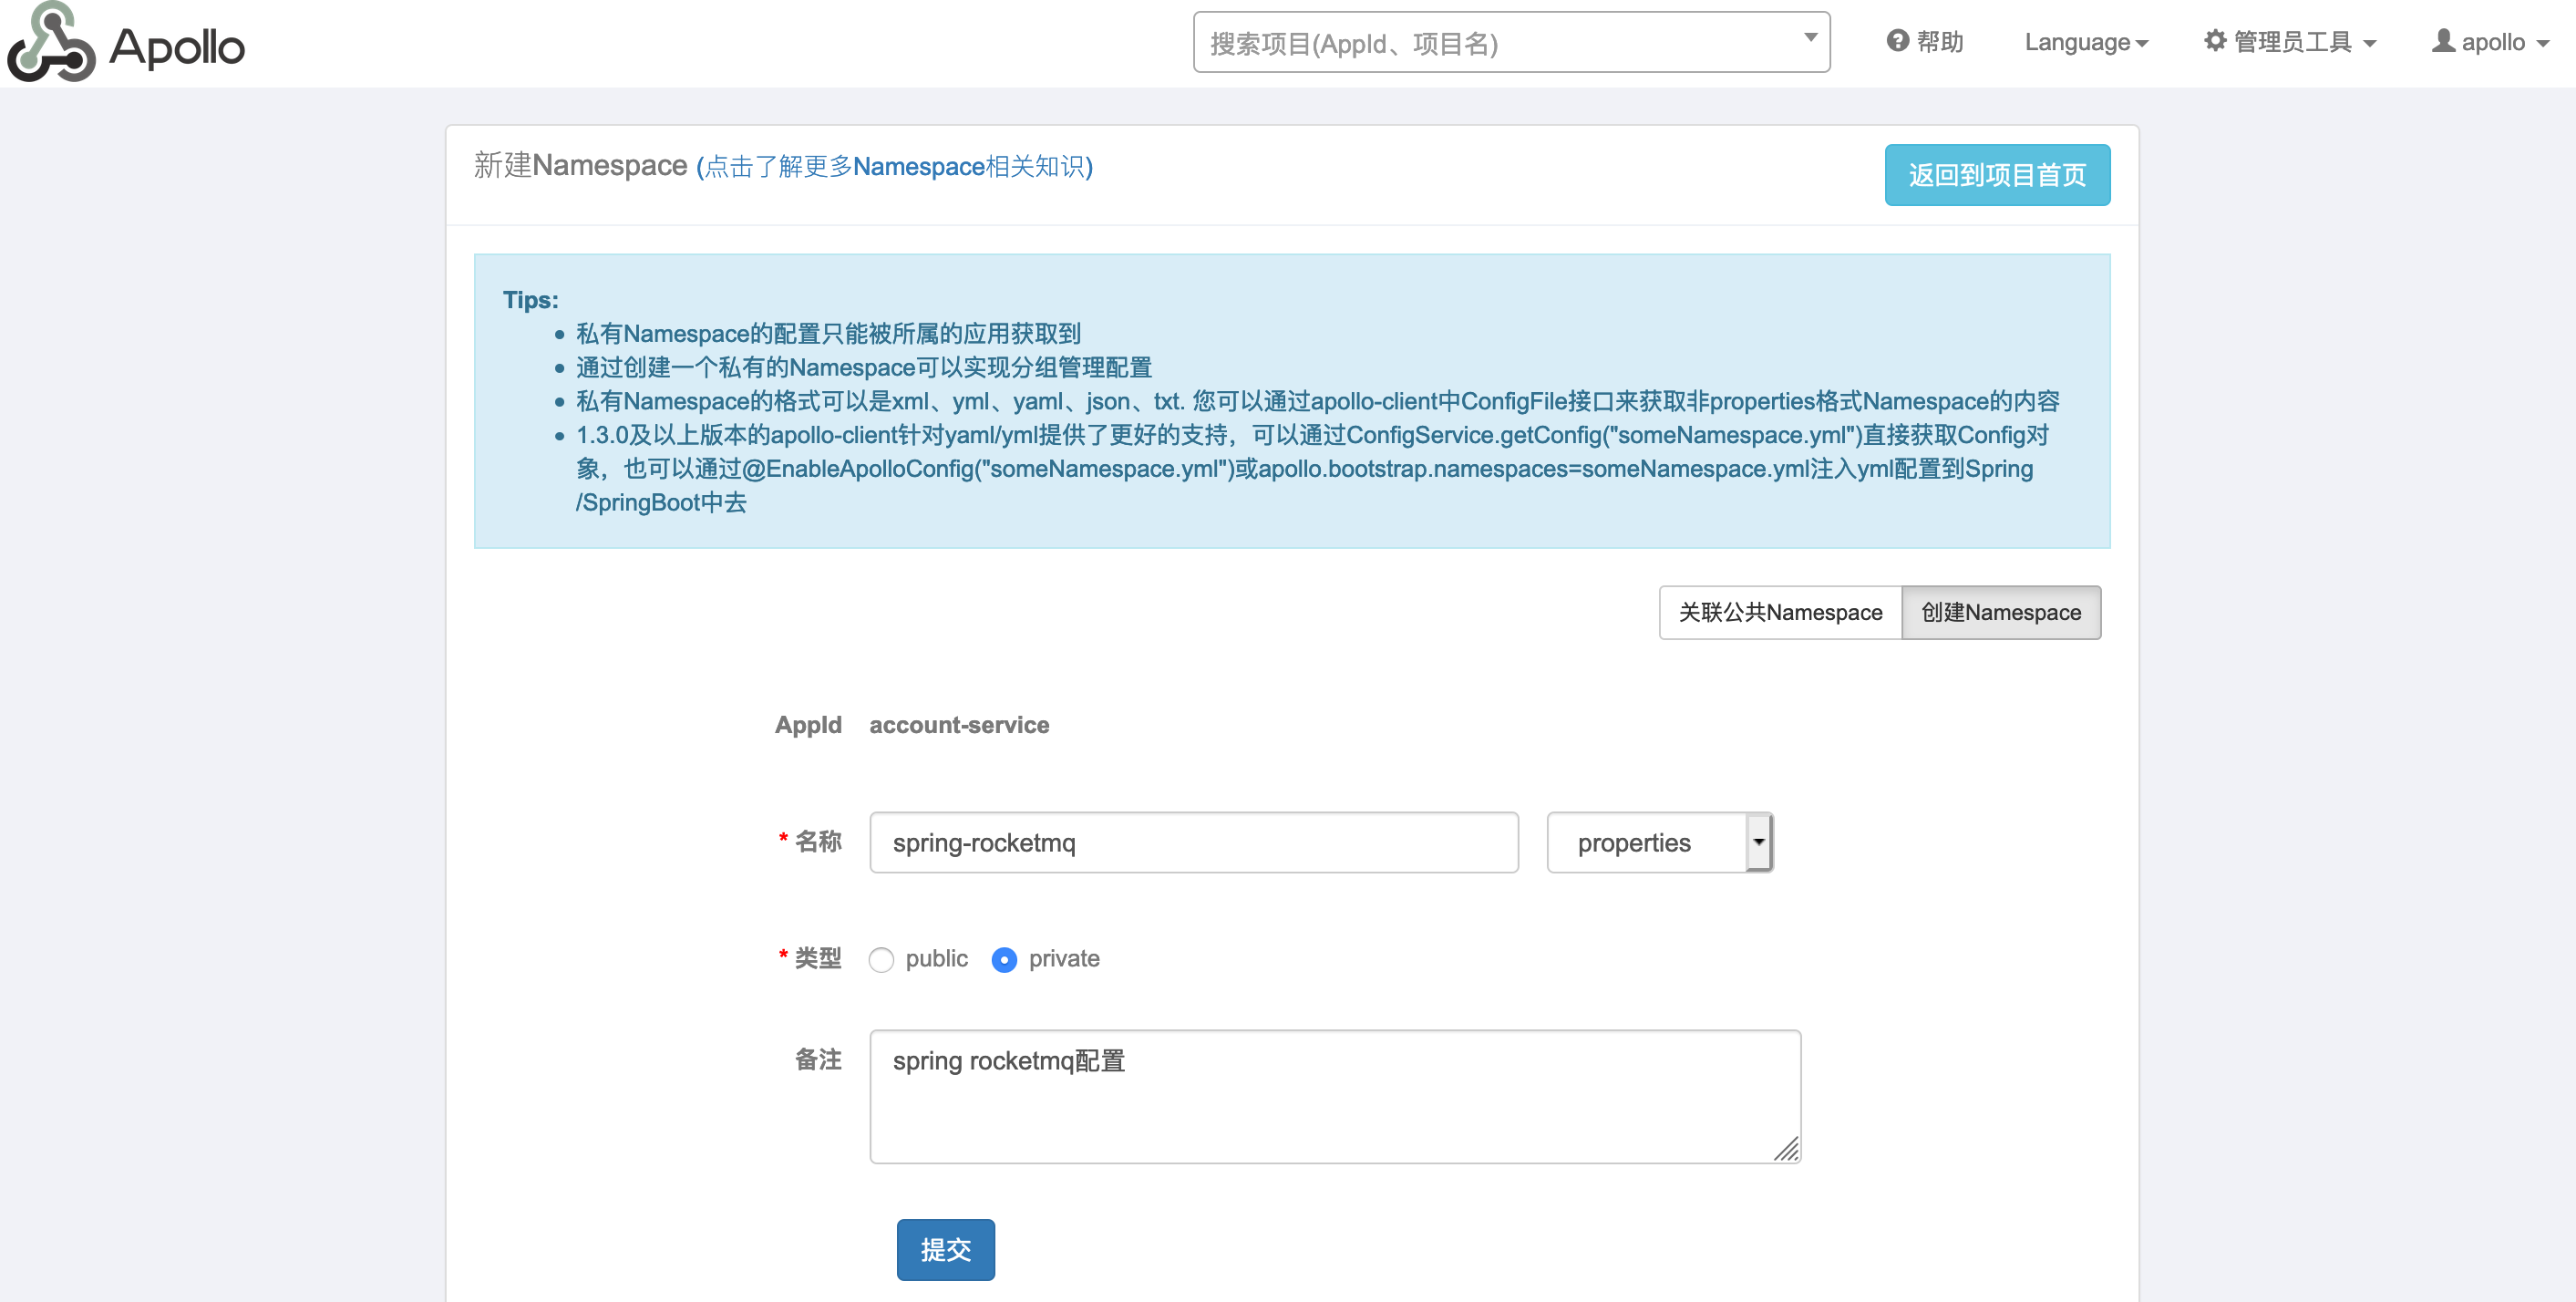 Apollo
搜索项目(AppId、项目名)
帮助
Language
管理员工具
apollo
新建Namespace (点击了解更多Namespace相关知识)
返回到项目首页
Tips:
私有Namespace的配置只能被所属的应用获取到
通过创建一个私有的Namespace可以实现分组管理配置
私有Namespace的格式可以是xml、yml、yaml、json、txt. 您可以通过apollo-client中ConfigFile接口来获取非properties格式Namespace的内容
1.3.0及以上版本的apollo-client针对yaml/yml提供了更好的支持，可以通过ConfigService.getConfig("someNamespace.yml")直接获取Config对
象，也可以通过@EnableApolloConfig("someNamespace.yml")或apollo.bootstrap.namespaces=someNamespace.yml注入yml配置到Spring
/SpringBoot中去
关联公共Namespace
创建Namespace
AppId account-service
* 名称 spring-rocketmq properties
* 类型 public private
备注 spring rocketmq配置
提交